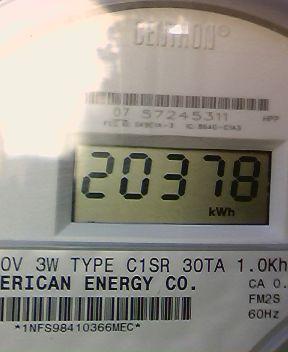 CENTRON®
07 57245311 HPP
20378
kWh
0V 3W TYPE C1SR 30TA 1.0Kh
ERICAN ENERGY CO. CA 0.
FM2S
60Hz
*1NFS98410366MEC*